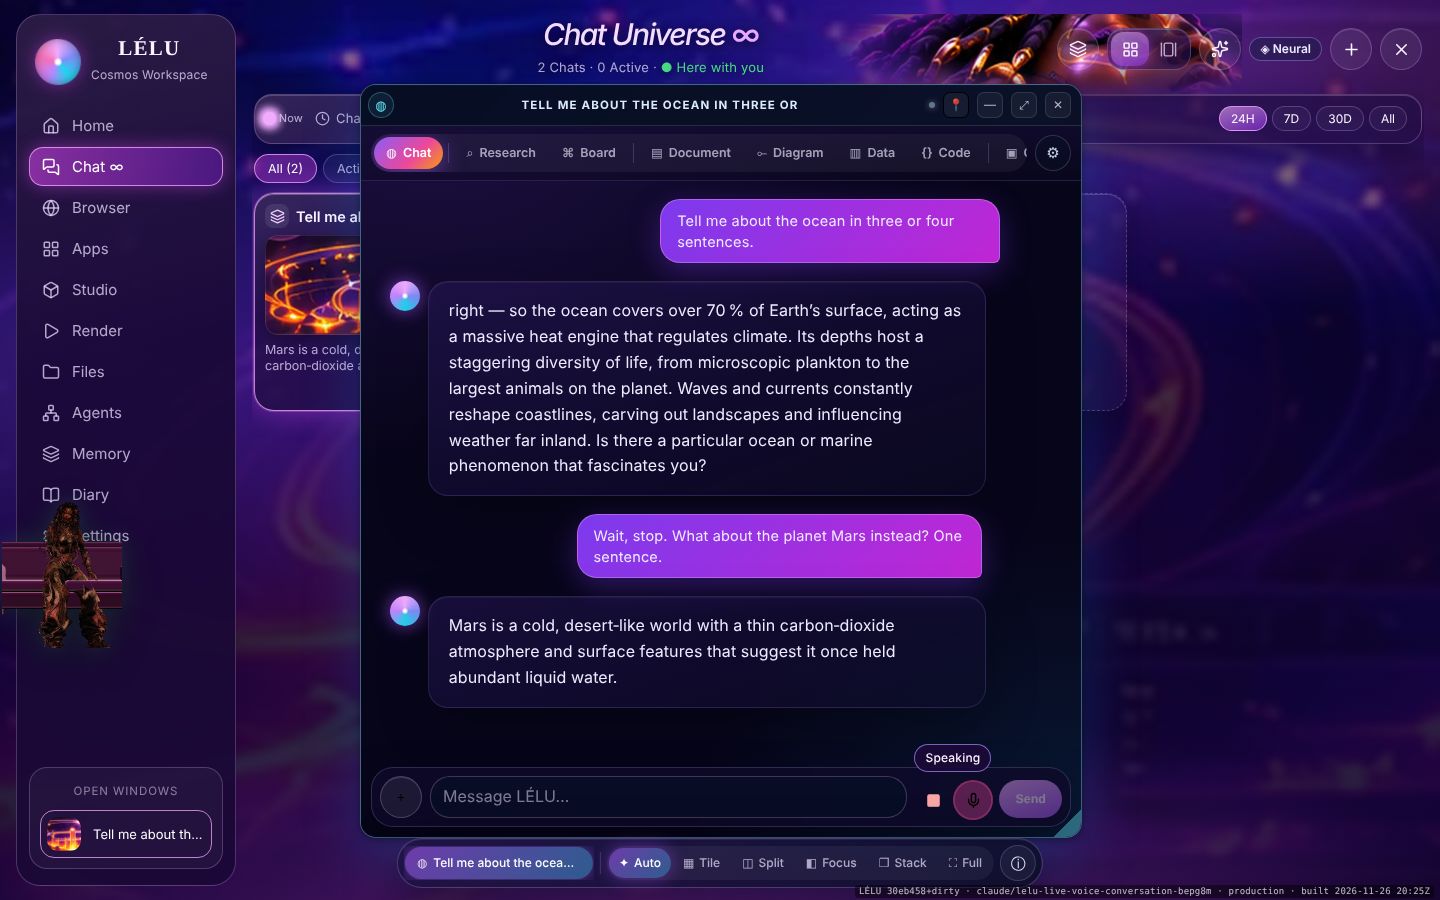 LÉLU
Cosmos Workspace
Home
Chat ∞
Browser
Apps
Studio
Render
Files
Agents
Memory
Diary
ettings
OPEN WINDOWS
Tell me about th...
Chat Universe ∞
2 Chats · 0 Active · ● Here with you
◈ Neural
Now
Cha
24H
7D
30D
All
All (2)
Acti
Tell me al
Mars is a cold, d
carbon-dioxide a
TELL ME ABOUT THE OCEAN IN THREE OR
Chat
Research
Board
Document
Diagram
Data
{} Code
Tell me about the ocean in three or four
sentences.
right — so the ocean covers over 70 % of Earth’s surface, acting as
a massive heat engine that regulates climate. Its depths host a
staggering diversity of life, from microscopic plankton to the
largest animals on the planet. Waves and currents constantly
reshape coastlines, carving out landscapes and influencing
weather far inland. Is there a particular ocean or marine
phenomenon that fascinates you?
Wait, stop. What about the planet Mars instead? One
sentence.
Mars is a cold, desert-like world with a thin carbon-dioxide
atmosphere and surface features that suggest it once held
abundant liquid water.
Speaking
Message LÉLU...
Send
Tell me about the ocea...
Auto
Tile
Split
Focus
Stack
Full
LÉLU 30eb458+dirty · claude/lelu-live-voice-conversation-bepg8m · production · built 2026-11-26 20:25Z